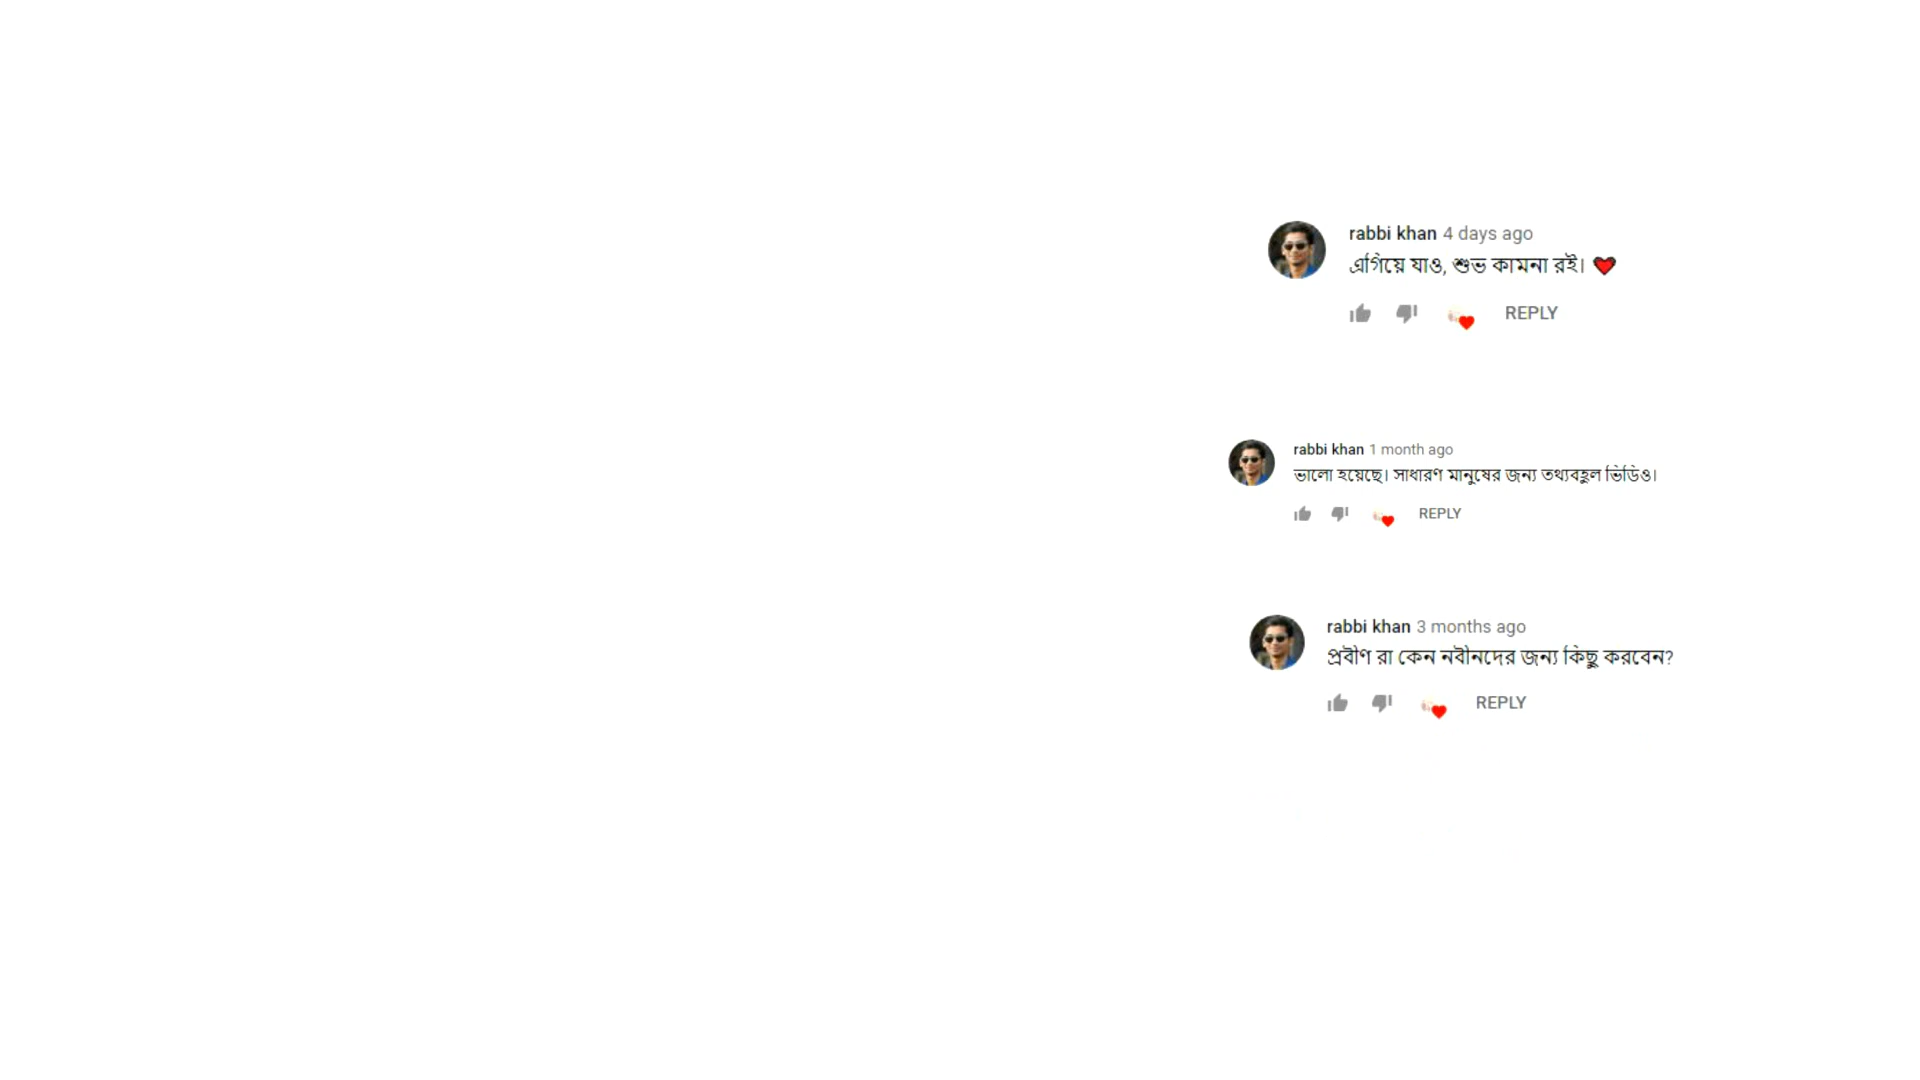 rabbi khan 4 days ago
এগিয়ে যাও, শুভ কামনা রই। ❤
REPLY
rabbi khan 1 month ago
ভালো হয়েছে। সাধারণ মানুষের জন্য তথ্যবহুল ভিডিও।
REPLY
rabbi khan 3 months ago
প্রবীণ রা কেন নবীনদের জন্য কিছু করবেন?
REPLY